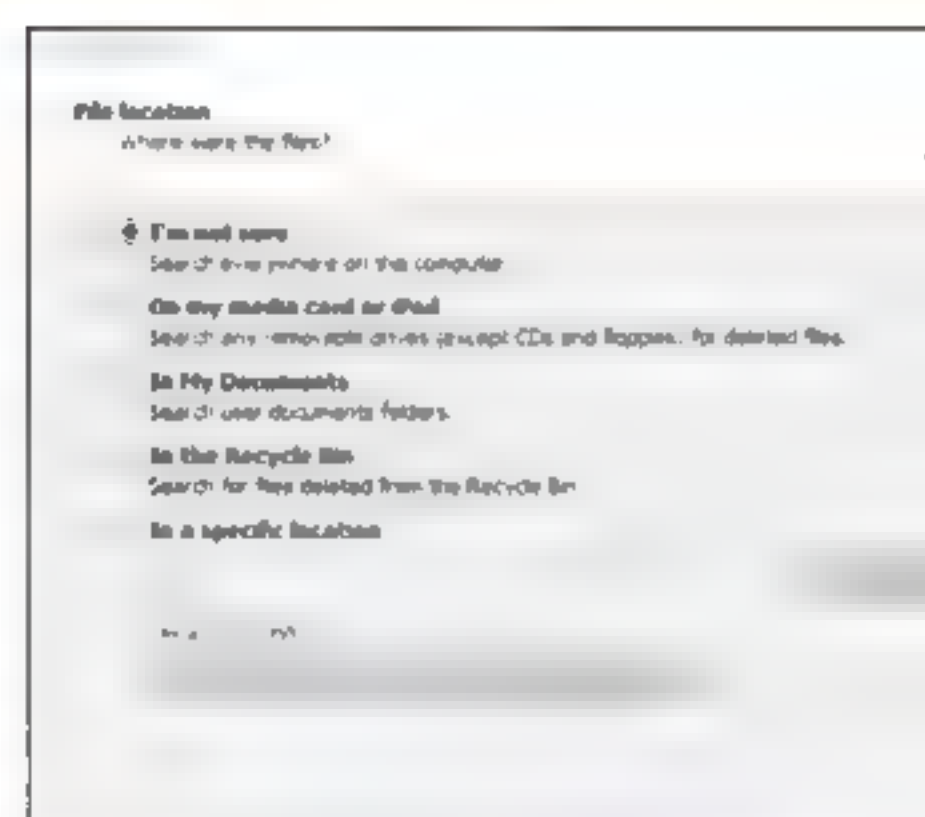 File location
Where were the files?
I'm not sure
Search everywhere on this computer.
On my media card or iPod
Search any removable drives (except CDs and floppies) for deleted files.
In My Documents
Search user documents folders.
In the Recycle Bin
Search for files deleted from the Recycle Bin
In a specific location